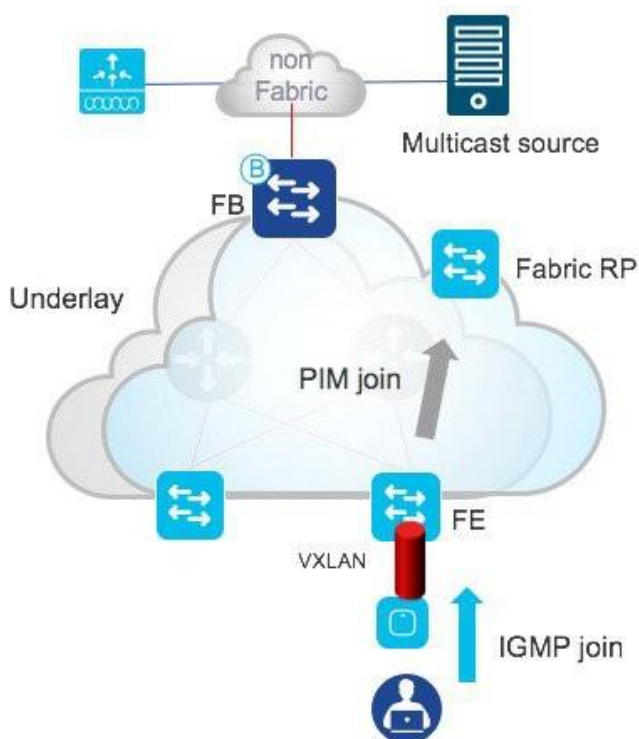 non
Fabric
Multicast source
B
FB
Fabric RP
Underlay
PIM join
FE
VXLAN
IGMP join